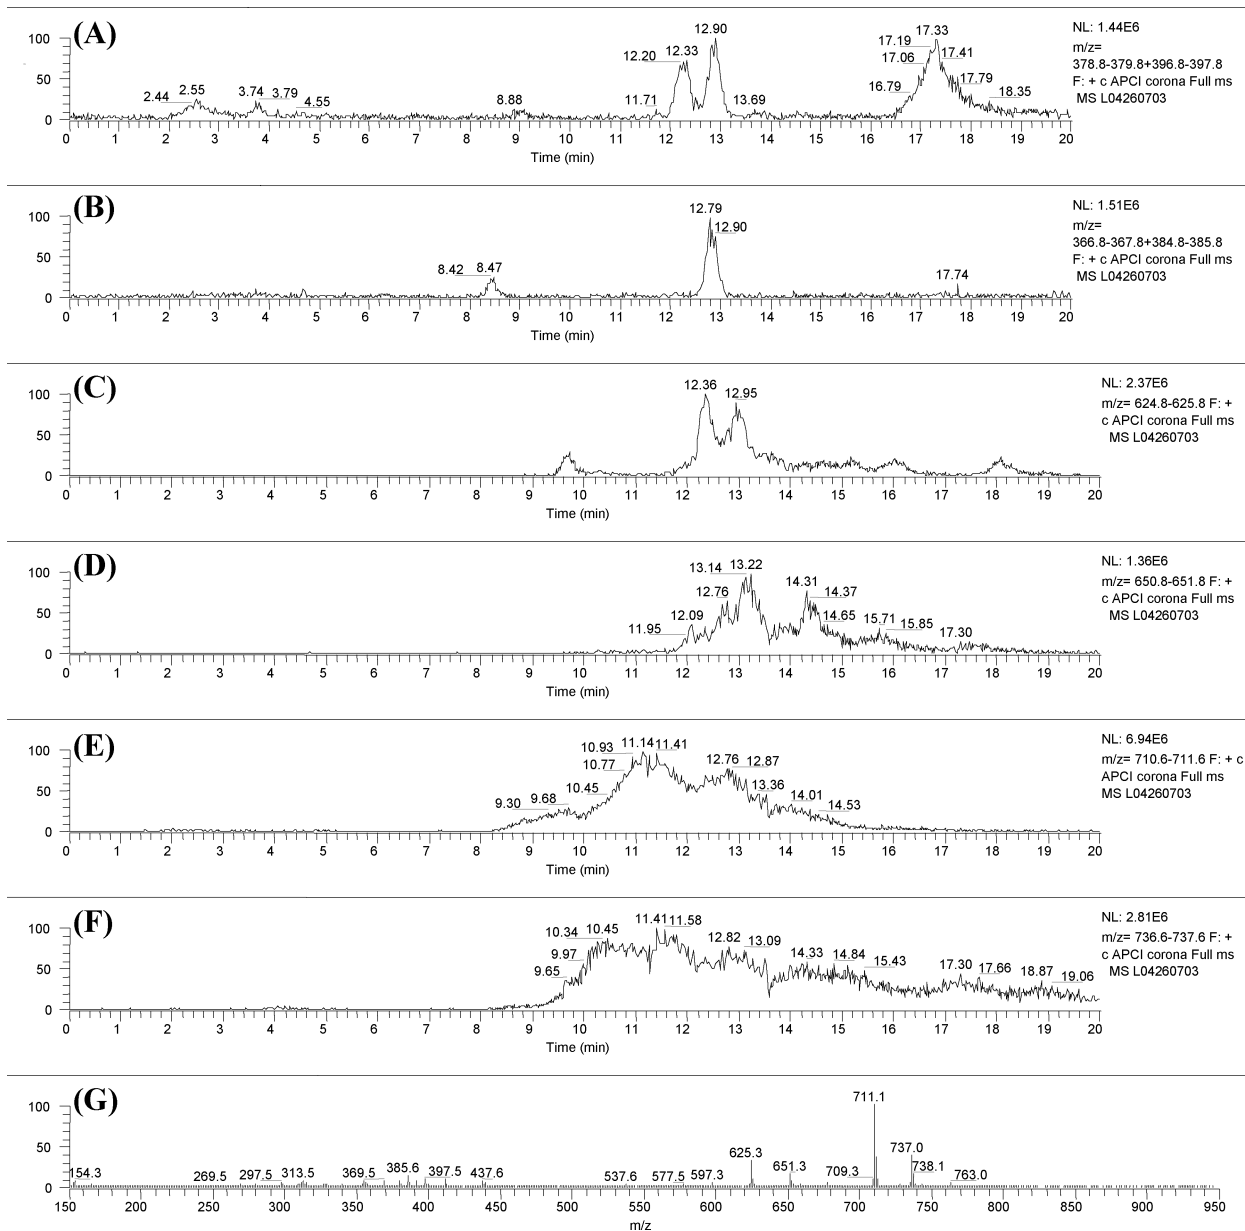 (A)
100
50
0
2.44 2.55 3.74 3.79 4.55 8.88 11.71 12.20 12.33 12.90 13.69 16.79 17.06 17.19 17.33 17.41 17.79 18.35
0 1 2 3 4 5 6 7 8 9 10 11 12 13 14 15 16 17 18 19 20
Time (min)
NL: 1.44E6
m/z=
378.8-379.8+396.8-397.8
F: + c APCI corona Full ms
MS L04260703
(B)
100
50
0
8.42 8.47 12.79 12.90 17.74
0 1 2 3 4 5 6 7 8 9 10 11 12 13 14 15 16 17 18 19 20
Time (min)
NL: 1.51E6
m/z=
366.8-367.8+384.8-385.8
F: + c APCI corona Full ms
MS L04260703
(C)
100
50
0
12.36 12.95
0 1 2 3 4 5 6 7 8 9 10 11 12 13 14 15 16 17 18 19 20
Time (min)
NL: 2.37E6
m/z= 624.8-625.8 F: +
c APCI corona Full ms
MS L04260703
(D)
100
50
0
11.95 12.09 12.76 13.14 13.22 14.31 14.37 14.65 15.71 15.85 17.30
0 1 2 3 4 5 6 7 8 9 10 11 12 13 14 15 16 17 18 19 20
Time (min)
NL: 1.36E6
m/z= 650.8-651.8 F: +
c APCI corona Full ms
MS L04260703
(E)
100
50
0
9.30 9.68 10.45 10.77 10.93 11.14 11.41 12.76 12.87 13.36 14.01 14.53
0 1 2 3 4 5 6 7 8 9 10 11 12 13 14 15 16 17 18 19 20
Time (min)
NL: 6.94E6
m/z= 710.6-711.6 F: + c
APCI corona Full ms
MS L04260703
(F)
100
50
0
9.65 9.97 10.34 10.45 11.41 11.58 12.82 13.09 14.33 14.84 15.43 17.30 17.66 18.87 19.06
0 1 2 3 4 5 6 7 8 9 10 11 12 13 14 15 16 17 18 19 20
Time (min)
NL: 2.81E6
m/z= 736.6-737.6 F: +
c APCI corona Full ms
MS L04260703
(G)
100
50
0
154.3 269.5 297.5 313.5 369.5 385.6 397.5 437.6 537.6 577.5 597.3 625.3 651.3 709.3 711.1 737.0 738.1 763.0
150 200 250 300 350 400 450 500 550 600 650 700 750 800 850 900 950
m/z